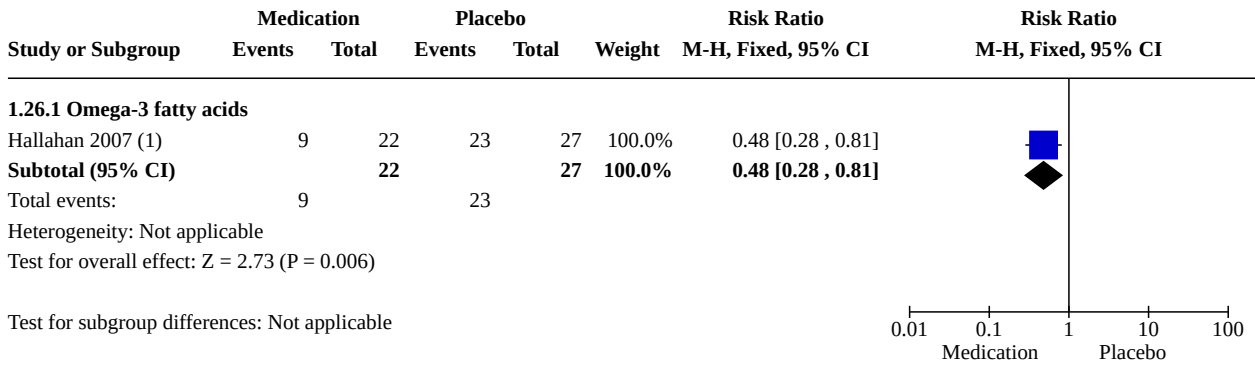 Medication Placebo Risk Ratio Risk Ratio
Study or Subgroup Events Total Events Total Weight M-H, Fixed, 95% CI M-H, Fixed, 95% CI
1.26.1 Omega-3 fatty acids
Hallahan 2007 (1) 9 22 23 27 100.0% 0.48 [0.28 , 0.81]
Subtotal (95% CI) 22 27 100.0% 0.48 [0.28 , 0.81]
Total events: 9 23
Heterogeneity: Not applicable
Test for overall effect: Z = 2.73 (P = 0.006)
Test for subgroup differences: Not applicable
0.01 0.1 1 10 100
Medication Placebo